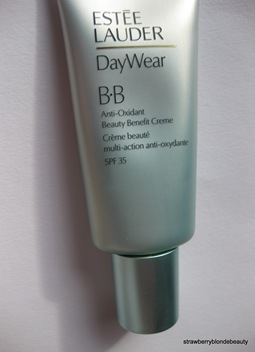 ESTĒE
LAUDER
DayWear
B•B
Anti-Oxidant
Beauty Benefit Creme
Crème beauté
multi-action anti-oxydante
SPF 35
strawberryblondebeauty